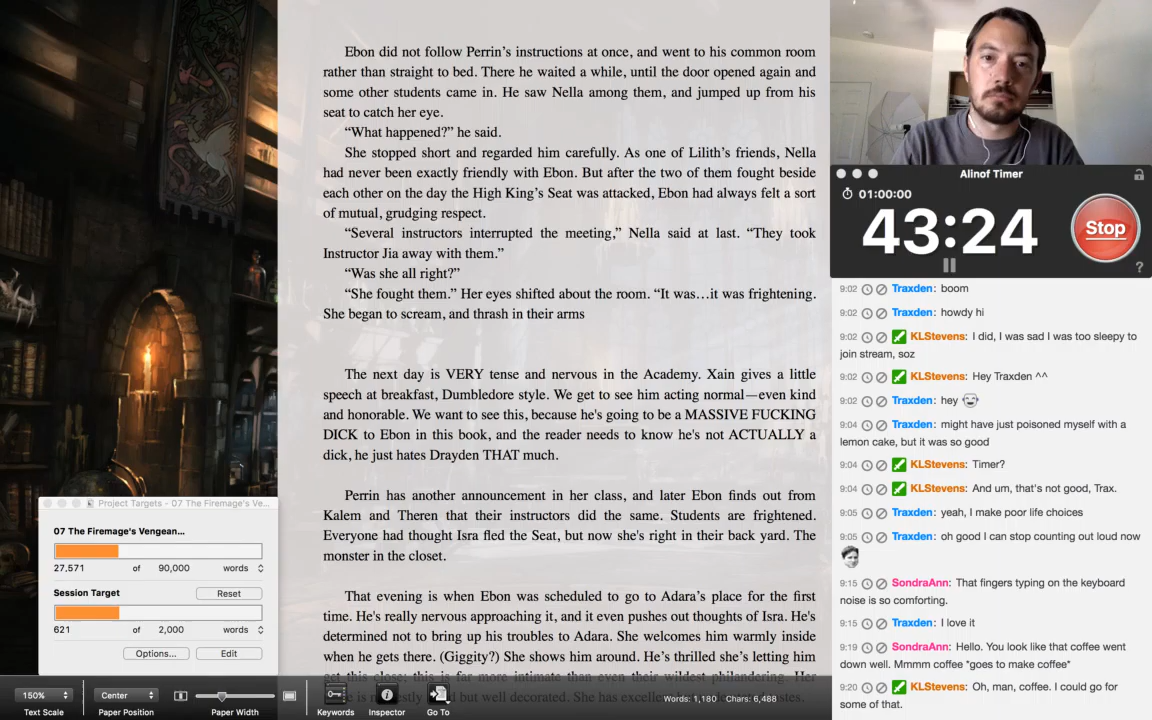 Ebon did not follow Perrin’s instructions at once, and went to his common room
rather than straight to bed. There he waited a while, until the door opened again and
some other students came in. He saw Nella among them, and jumped up from his
seat to catch her eye.
“What happened?” he said.
She stopped short and regarded him carefully. As one of Lilith’s friends, Nella
had never been exactly friendly with Ebon. But after the two of them fought beside
each other on the day the High King’s Seat was attacked, Ebon had always felt a sort
of mutual, grudging respect.
“Several instructors interrupted the meeting,” Nella said at last. “They took
Instructor Jia away with them.”
“Was she all right?”
“She fought them.” Her eyes shifted about the room. “It was…it was frightening.
She began to scream, and thrash in their arms
The next day is VERY tense and nervous in the Academy. Xain gives a little
speech at breakfast, Dumbledore style. We get to see him acting normal—even kind
and honorable. We want to see this, because he's going to be a MASSIVE FUCKING
DICK to Ebon in this book, and the reader needs to know he's not ACTUALLY a
dick, he just hates Drayden THAT much.
Perrin has another announcement in her class, and later Ebon finds out from
Kalem and Theren that their instructors did the same. Students are frightened.
Everyone had thought Isra fled the Seat, but now she's right in their back yard. The
monster in the closet.
That evening is when Ebon was scheduled to go to Adara's place for the first
time. He's really nervous approaching it, and it even pushes out thoughts of Isra. He's
determined not to bring up his troubles to Adara. She welcomes him warmly inside
when he gets there. (Giggity?) She shows him around. He’s thrilled she’s letting him
get this close; this is far more intimate than even their wildest philandering. Her
Project Targets - 07 The Firemage's Ve...
07 The Firemage's Vengean...
27,571 of 90,000 words
Session Target
Reset
621 of 2,000 words
Options...
Edit
150%
Text Scale
Center
Paper Position
Paper Width
Keywords
Inspector
Go To
Words: 1,180
Chars: 6,488
Alinof Timer
01:00:00
43:24
Stop
?
9:02 Traxden: boom
9:02 Traxden: howdy hi
9:02 KLStevens: I did, I was sad I was too sleepy to
join stream, soz
9:02 KLStevens: Hey Traxden ^^
9:02 Traxden: hey
9:04 Traxden: might have just poisoned myself with a
lemon cake, but it was so good
9:04 KLStevens: Timer?
9:04 KLStevens: And um, that's not good, Trax.
9:05 Traxden: yeah, I make poor life choices
9:05 Traxden: oh good I can stop counting out loud now
9:15 SondraAnn: That fingers typing on the keyboard
noise is so comforting.
9:15 Traxden: I love it
9:19 SondraAnn: Hello. You look like that coffee went
down well. Mmmm coffee *goes to make coffee*
9:20 KLStevens: Oh, man, coffee. I could go for
some of that.